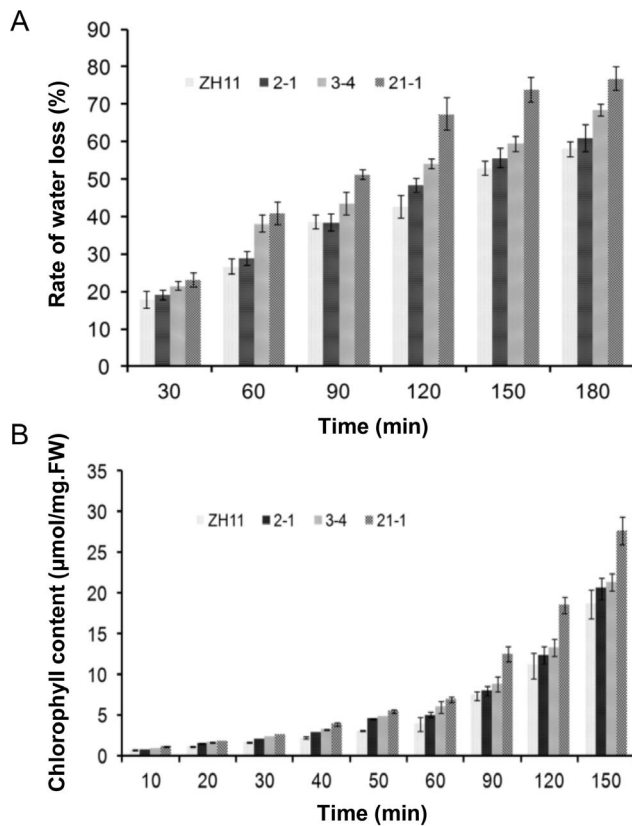 A
Rate of water loss (%)
90
80
70
60
50
40
30
20
10
0
ZH11 2-1 3-4 21-1
30 60 90 120 150 180
Time (min)
B
Chlorophyll content (µmol/mg.FW)
35
30
25
20
15
10
5
0
ZH11 2-1 3-4 21-1
10 20 30 40 50 60 90 120 150
Time (min)